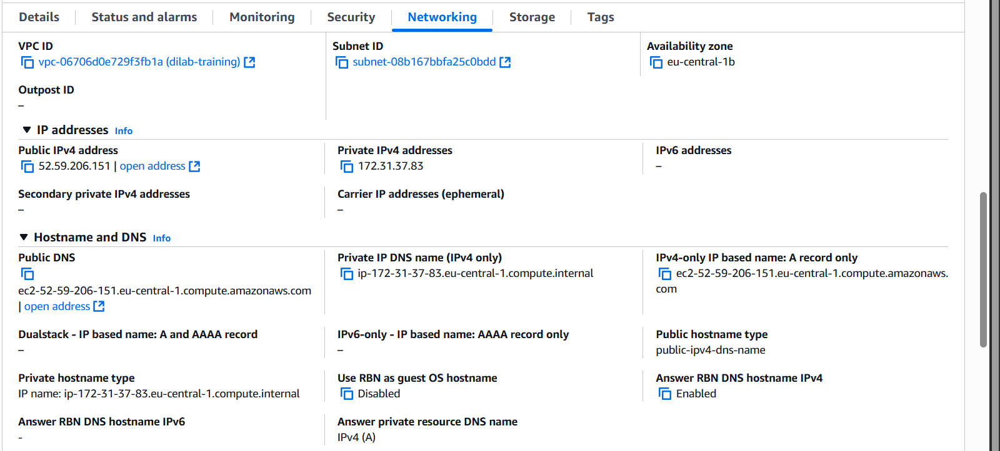 Details
Status and alarms
Monitoring
Security
Networking
Storage
Tags
VPC ID
vpc-06706d0e729f3fb1a (dilab-training)
Subnet ID
subnet-08b167bbfa25c0bdd
Availability zone
eu-central-1b
Outpost ID
–
IP addresses Info
Public IPv4 address
52.59.206.151 | open address
Private IPv4 addresses
172.31.37.83
IPv6 addresses
–
Secondary private IPv4 addresses
–
Carrier IP addresses (ephemeral)
–
Hostname and DNS Info
Public DNS
ec2-52-59-206-151.eu-central-1.compute.amazonaws.com
| open address
Private IP DNS name (IPv4 only)
ip-172-31-37-83.eu-central-1.compute.internal
IPv4-only IP based name: A record only
ec2-52-59-206-151.eu-central-1.compute.amazonaws.
com
Dualstack - IP based name: A and AAAA record
–
IPv6-only - IP based name: AAAA record only
–
Public hostname type
public-ipv4-dns-name
Private hostname type
IP name: ip-172-31-37-83.eu-central-1.compute.internal
Use RBN as guest OS hostname
Disabled
Answer RBN DNS hostname IPv4
Enabled
Answer RBN DNS hostname IPv6
-
Answer private resource DNS name
IPv4 (A)